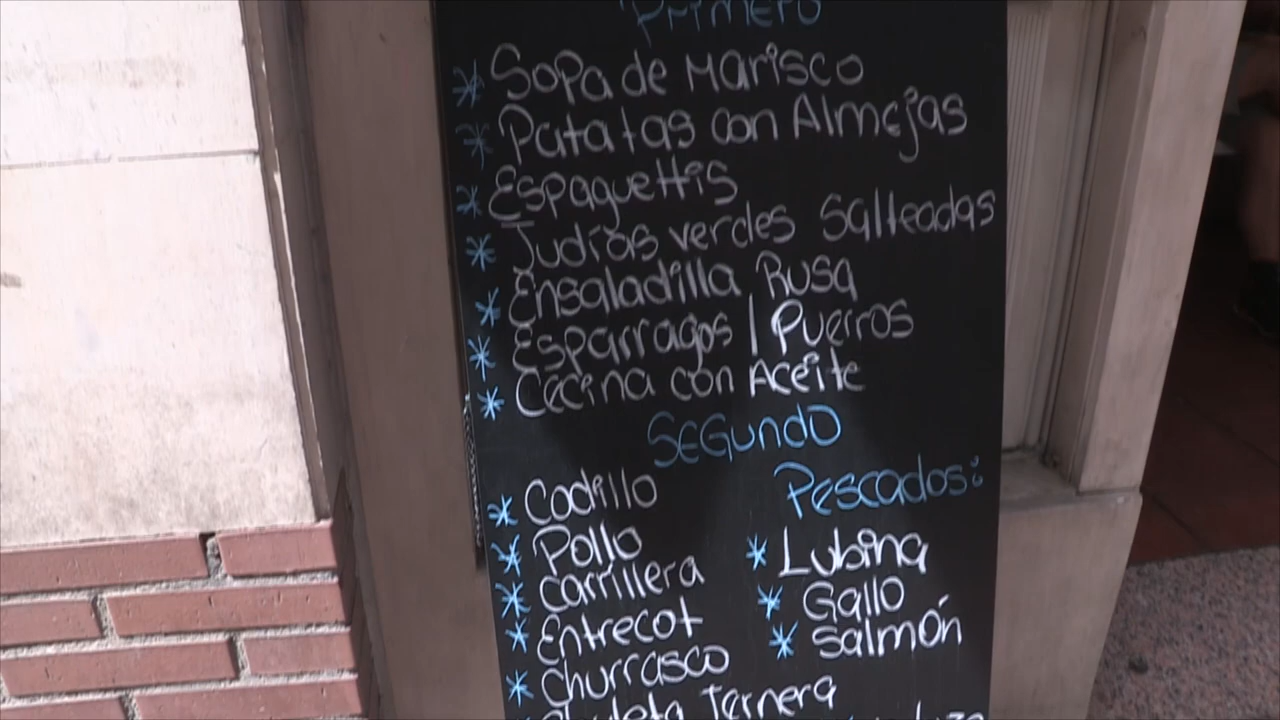 Primero
* Sopa de Marisco
* Patatas con Almejas
* Espaguettis
* Judías verdes Salteadas
* Ensaladilla Rusa
* Esparragos / Puerros
* Cecina con Aceite
SEGUNDO
* Codillo
* Pollo
* Carrillera
* Entrecot
* Churrasco
Ternera
Pescados:
* Lubina
* Gallo
* Salmón